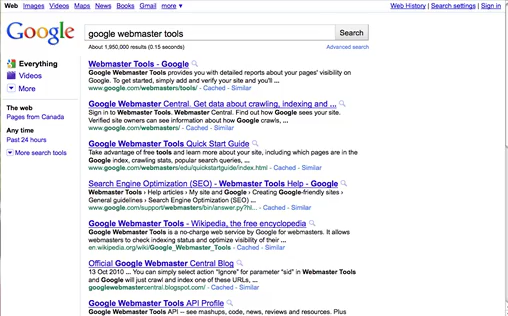 Web Images Videos Maps News Books Gmail more ▼
Web History | Search settings | Sign in
Google
google webmaster tools
Search
About 1,950,000 results (0.15 seconds)
Advanced search
Everything
Videos
More
The web
Pages from Canada
Any time
Past 24 hours
More search tools
Webmaster Tools - Google
Google Webmaster Tools provides you with detailed reports about your pages' visibility on
Google. To get started, simply add and verify your site and you'll ...
www.google.com/webmasters/tools/ - Cached - Similar
Google Webmaster Central. Get data about crawling, indexing and ...
Sign in to Webmaster Tools. Webmaster Central. Find out how Google sees your site.
Verified site owners can see information about how Google crawls, ...
www.google.com/webmasters/ - Cached - Similar
Google Webmaster Tools Quick Start Guide
Take advantage of free tools and learn more about your site, including which pages are in the
Google index, crawling stats, popular search queries, ...
www.google.com/webmasters/edu/quickstartguide/index.html - Cached - Similar
Search Engine Optimization (SEO) - Webmaster Tools Help - Google
Webmaster Tools › Help articles › My site and Google › Creating Google-friendly sites ›
General guidelines › Search Engine Optimization (SEO)
www.google.com/support/webmasters/bin/answer.py?hl... - Cached - Similar
Google Webmaster Tools - Wikipedia, the free encyclopedia
Google Webmaster Tools is a no-charge web service by Google for webmasters. It allows
webmasters to check indexing status and optimize visibility of their ...
en.wikipedia.org/wiki/Google_Webmaster_Tools - Cached - Similar
Official Google Webmaster Central Blog
13 Oct 2010 ... You can simply select action "Ignore" for parameter "sid" in Webmaster Tools
and Google will just crawl and index one of these URLs, ...
googlewebmastercentral.blogspot.com/ - Cached - Similar
Google Webmaster Tools API Profile
Google Webmaster Tools API -- see mashups, code, news, reviews and resources. Plus